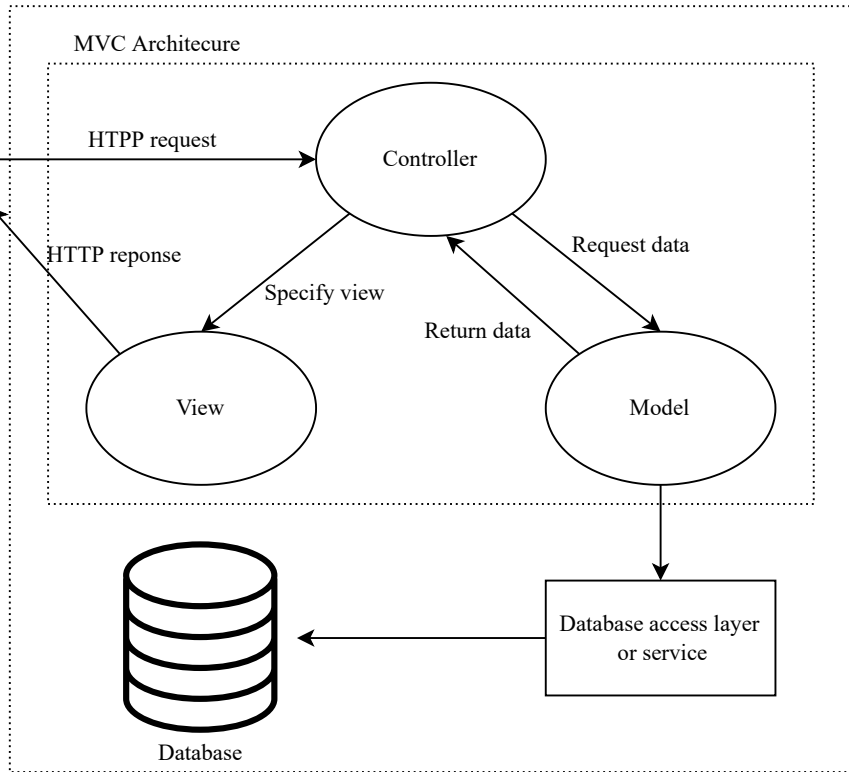 MVC Architecure
HTPP request
Controller
HTTP reponse
Request data
Specify view
Return data
View
Model
Database access layer
or service
Database